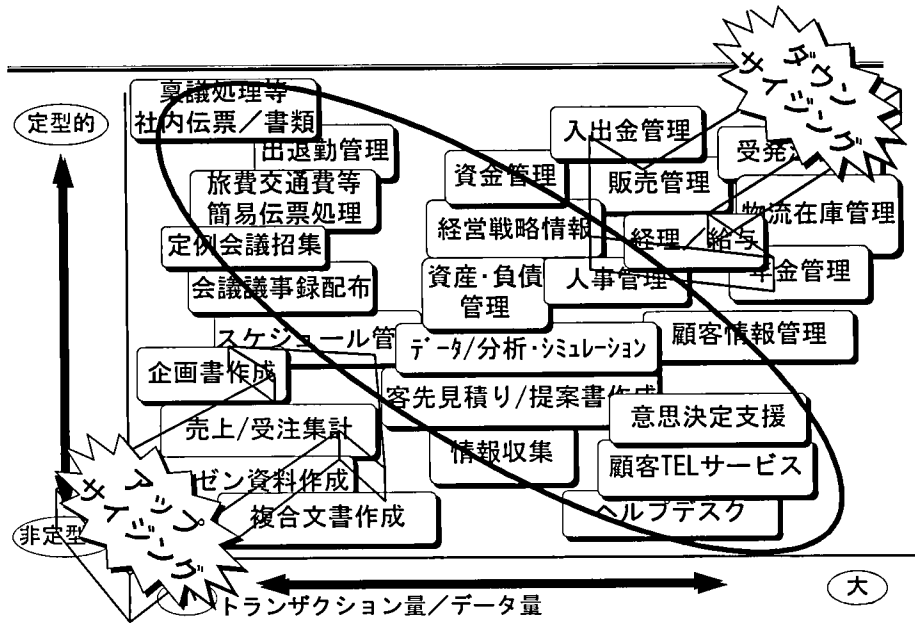 ダウン
サイジング
稟議処理等
社内伝票／書類
定型的
入出金管理
出退勤管理
資金管理
販売管理
旅費交通費等
簡易伝票処理
物流在庫管理
経営戦略情報
経理／給与
定例会議招集
会議議事録配布
資産・負債
管理
人事管理
年金管理
スケジュール管
顧客情報管理
データ/分析・シミュレーション
企画書作成
客先見積り/提案書作成
意思決定支援
売上/受注集計
情報収集
顧客TELサービス
アップ
サイジング
ゼン資料作成
複合文書作成
ヘルプデスク
非定型
大
トランザクション量／データ量